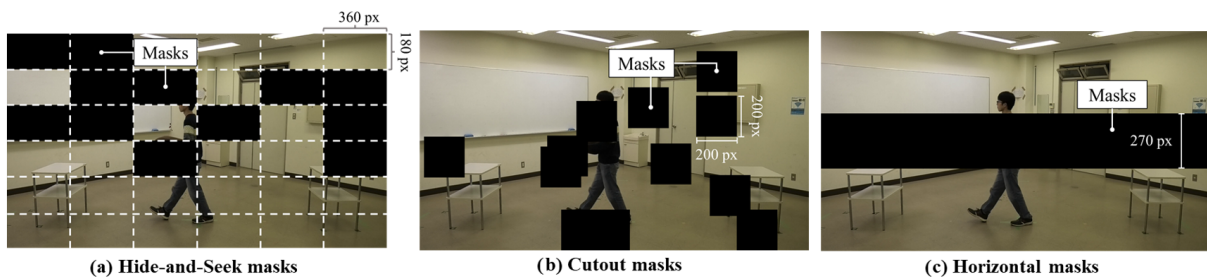 360 px
180 px
Masks
Masks
200 px
200 px
Masks
270 px
(a) Hide-and-Seek masks
(b) Cutout masks
(c) Horizontal masks